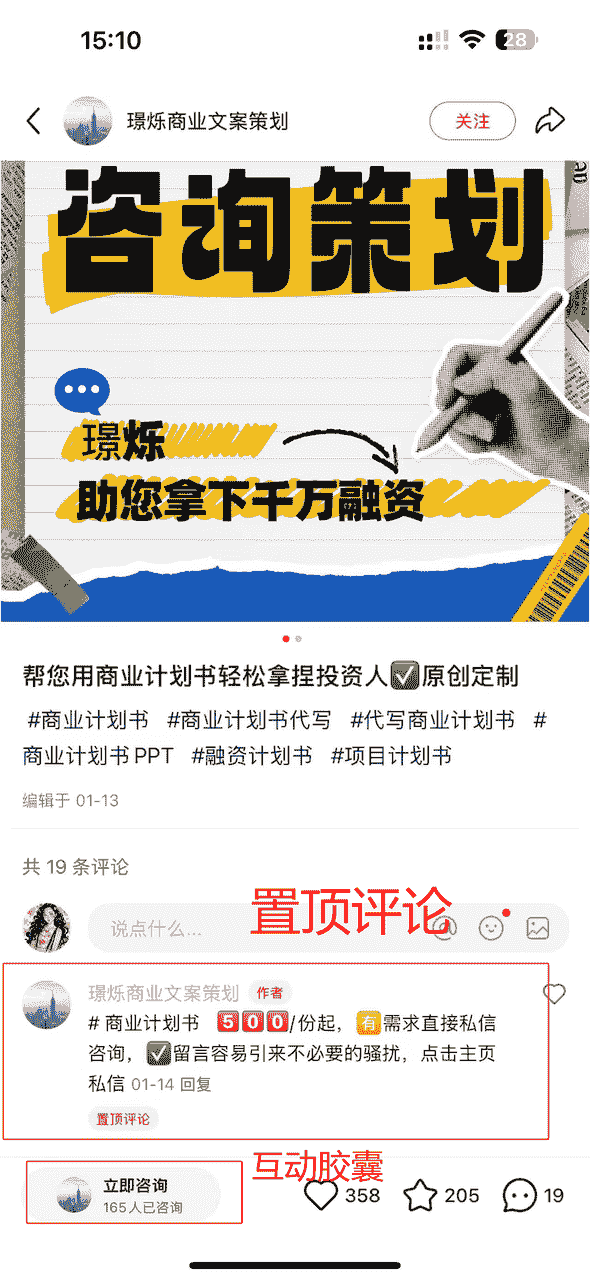 15:10
28
璟烁商业文案策划
关注
咨询策划
璟烁
助您拿下千万融资
帮您用商业计划书轻松拿捏投资人✅原创定制
#商业计划书 #商业计划书代写 #代写商业计划书 #
商业计划书PPT #融资计划书 #项目计划书
编辑于 01-13
共 19 条评论
置顶评论
说点什么...
璟烁商业文案策划 作者
# 商业计划书 500/份起，有需求直接私信
咨询，✅留言容易引来不必要的骚扰，点击主页
私信 01-14 回复
置顶评论
互动胶囊
立即咨询
165人已咨询
358
205
19